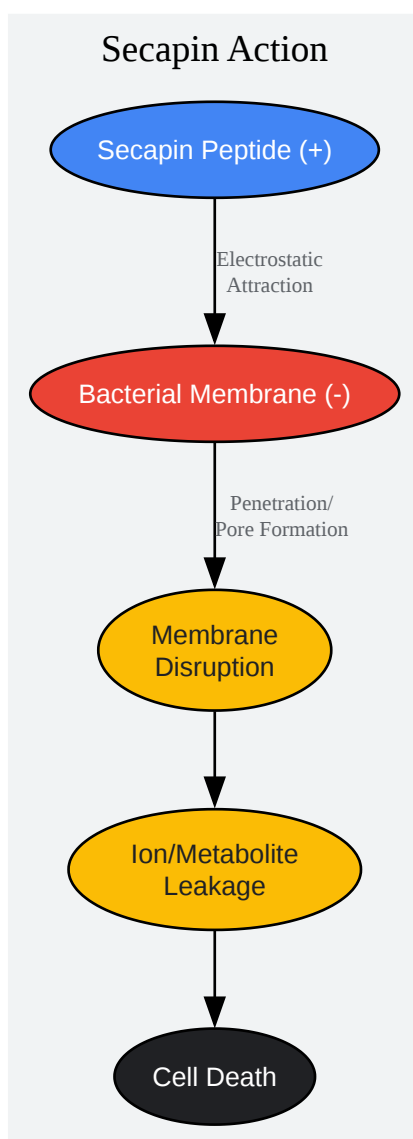 Secapin Action
Secapin Peptide (+)
Electrostatic
Attraction
Bacterial Membrane (-)
Penetration/
Pore Formation
Membrane
Disruption
Ion/Metabolite
Leakage
Cell Death